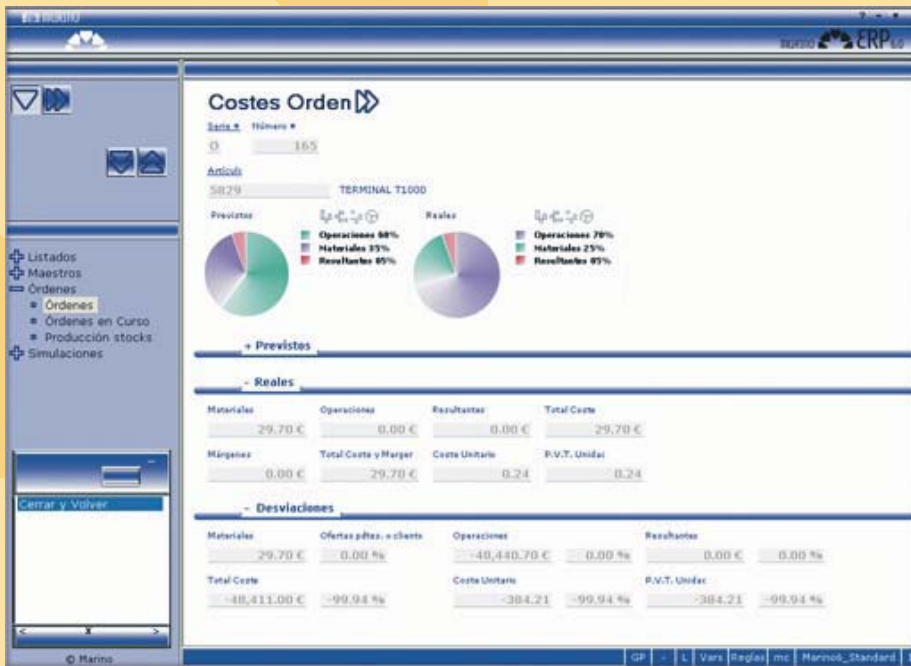 ? - ×
marino ERP 6.0
Costes Orden
Serie * Número *
O 165
Artículo
5829 TERMINAL T1000
Previstos Reales
Operaciones 60% Operaciones 70%
Materiales 35% Materiales 25%
Resultantes 05% Resultantes 05%
Listados
Maestros
Órdenes
Órdenes
Órdenes en Curso
Producción stocks
Simulaciones
+ Previstos
- Reales
Materiales Operaciones Resultantes Total Coste
29.70 € 0.00 € 0.00 € 29.70 €
Márgenes Total Coste y Margen Coste Unitario P.V.T. Unidad
0.00 € 29.70 € 0.24 0.24
Cerrar y Volver
- Desviaciones
Materiales Ofertas pdtes. a cliente Operaciones Resultantes
29.70 € 0.00 % -48,440.70 € 0.00 % 0.00 € 0.00 %
Total Coste Coste Unitario P.V.T. Unidad
-48,411.00 € -99.94 % -384.21 -99.94 % -384.21 -99.94 %
< x >
© Marino
GP - L Vars Reglas mc Marino6_Standard